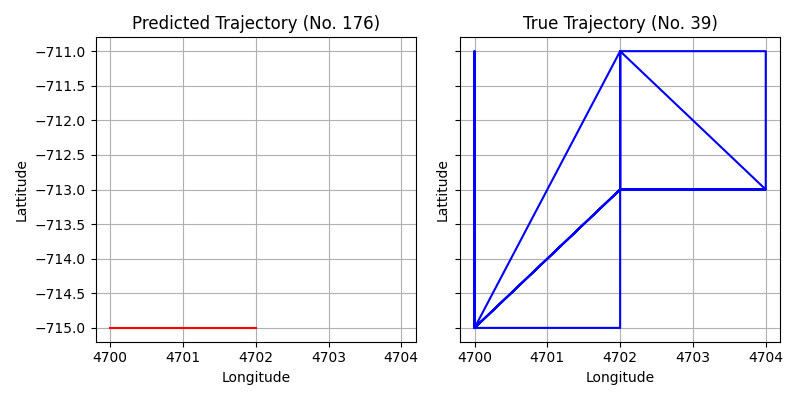 Predicted Trajectory (No. 176)
True Trajectory (No. 39)
Lattitude
−711.0
−711.5
−712.0
−712.5
−713.0
−713.5
−714.0
−714.5
−715.0
4700 4701 4702 4703 4704
Longitude
Lattitude
4700 4701 4702 4703 4704
Longitude